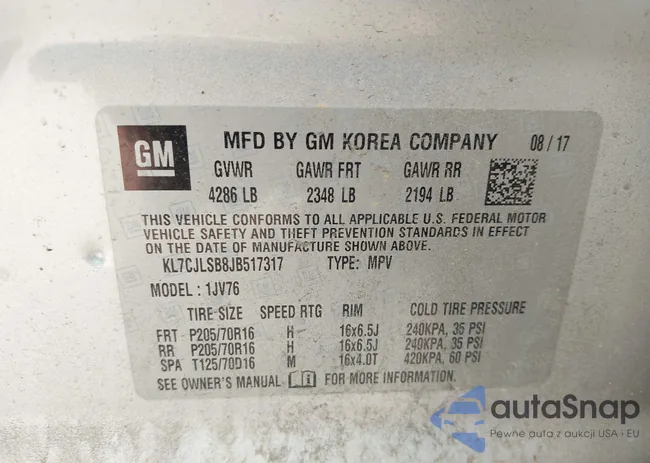 GM
MFD BY GM KOREA COMPANY 08/17
GVWR GAWR FRT GAWR RR
4286 LB 2348 LB 2194 LB
THIS VEHICLE CONFORMS TO ALL APPLICABLE U.S. FEDERAL MOTOR
VEHICLE SAFETY AND THEFT PREVENTION STANDARDS IN EFFECT
ON THE DATE OF MANUFACTURE SHOWN ABOVE.
KL7CJLSB8JB517317 TYPE: MPV
MODEL : 1JV76
TIRE-SIZE SPEED RTG RIM COLD TIRE PRESSURE
FRT P205/70R16 H 16x6.5J 240KPA, 35 PSI
RR P205/70R16 H 16x6.5J 240KPA, 35 PSI
SPA T125/70D16 M 16x4.0T 420KPA, 60 PSI
SEE OWNER'S MANUAL FOR MORE INFORMATION.
autaSnap
Pewne auta z aukcji USA i EU